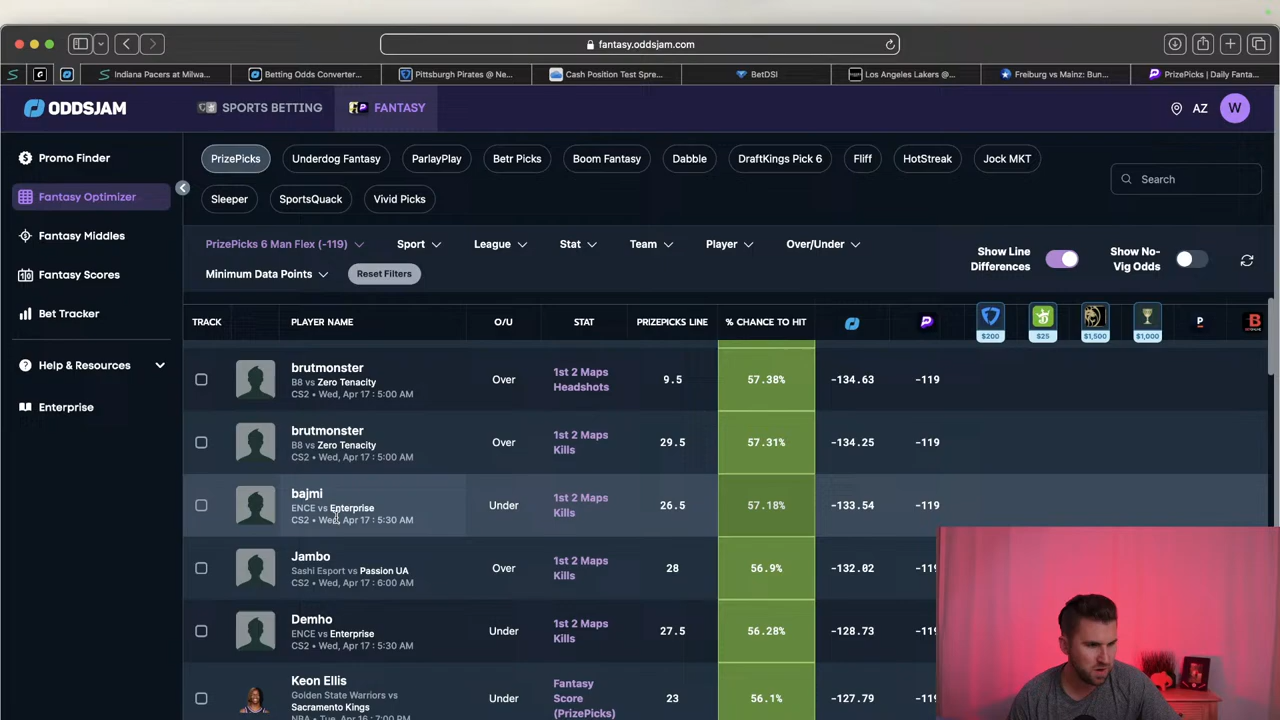 fantasy.oddsjam.com
Indiana Pacers at Milwa...
Betting Odds Converter...
Pittsburgh Pirates @ Ne...
Cash Position Test Spre...
BetDSI
Los Angeles Lakers @...
Freiburg vs Mainz: Bun...
PrizePicks | Daily Fanta...
ODDSJAM
SPORTS BETTING
FANTASY
AZ
W
Promo Finder
Fantasy Optimizer
Fantasy Middles
Fantasy Scores
Bet Tracker
Help & Resources
Enterprise
PrizePicks
Underdog Fantasy
ParlayPlay
Betr Picks
Boom Fantasy
Dabble
DraftKings Pick 6
Fliff
HotStreak
Jock MKT
Search
Sleeper
SportsQuack
Vivid Picks
PrizePicks 6 Man Flex (-119)
Sport
League
Stat
Team
Player
Over/Under
Show Line
Differences
Show No-
Vig Odds
Minimum Data Points
Reset Filters
TRACK
PLAYER NAME
O/U
STAT
PRIZEPICKS LINE
% CHANCE TO HIT
$200
$25
$1,500
$1,000
P
B
brutmonster
B8 vs Zero Tenacity
CS2 • Wed, Apr 17 : 5:00 AM
Over
1st 2 Maps
Headshots
9.5
57.38%
-134.63
-119
brutmonster
B8 vs Zero Tenacity
CS2 • Wed, Apr 17 : 5:00 AM
Over
1st 2 Maps
Kills
29.5
57.31%
-134.25
-119
bajmi
ENCE vs Enterprise
CS2 • Wed, Apr 17 : 5:30 AM
Under
1st 2 Maps
Kills
26.5
57.18%
-133.54
-119
Jambo
Sashi Esport vs Passion UA
CS2 • Wed, Apr 17 : 6:00 AM
Over
1st 2 Maps
Kills
28
56.9%
-132.02
-119
Demho
ENCE vs Enterprise
CS2 • Wed, Apr 17 : 5:30 AM
Under
1st 2 Maps
Kills
27.5
56.28%
-128.73
-119
Keon Ellis
Golden State Warriors vs
Sacramento Kings
NBA • Tue, Apr 16 : 7:00 PM
Under
Fantasy
Score
(PrizePicks)
23
56.1%
-127.79
-119